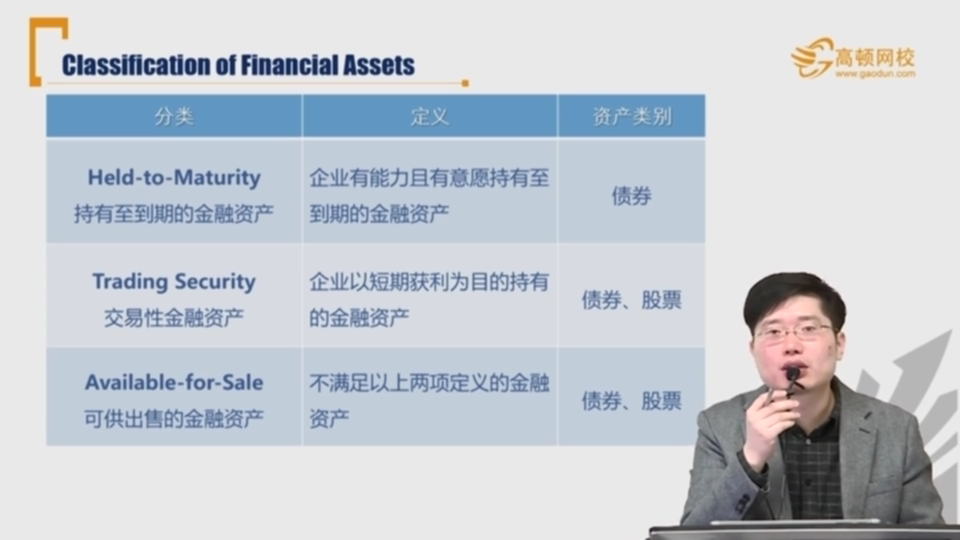 Classification of Financial Assets
高顿网校
www.gaodun.com
分类
定义
资产类别
Held-to-Maturity
持有至到期的金融资产
企业有能力且有意愿持有至
到期的金融资产
债券
Trading Security
交易性金融资产
企业以短期获利为目的持有
的金融资产
债券、股票
Available-for-Sale
可供出售的金融资产
不满足以上两项定义的金融
资产
债券、股票